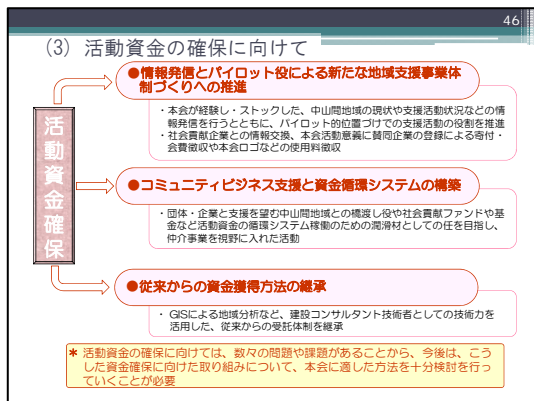 46
(3) 活動資金の確保に向けて
活動資金確保
●情報発信とパイロット役による新たな地域支援事業体
制づくりへの推進
・本会が経験し・ストックした、中山間地域の現状や支援活動状況などの情
報発信を行うとともに、パイロット的位置づけでの支援活動の役割を推進
・社会貢献企業との情報交換、本会活動意義に賛同企業の登録による寄付・
会費徴収や本会ロゴなどの使用料徴収
●コミュニティビジネス支援と資金循環システムの構築
・団体・企業と支援を望む中山間地域との橋渡し役や社会貢献ファンドや基
金など活動資金の循環システム稼働のための潤滑材としての任を目指し、
仲介事業を視野に入れた活動
●従来からの資金獲得方法の継承
・ GISによる地域分析など、建設コンサルタント技術者としての技術力を
活用した、従来からの受託体制を継承
* 活動資金の確保に向けては、数々の問題や課題があることから、今後は、こう
した資金確保に向けた取り組みについて、本会に適した方法を十分検討を行っ
ていくことが必要